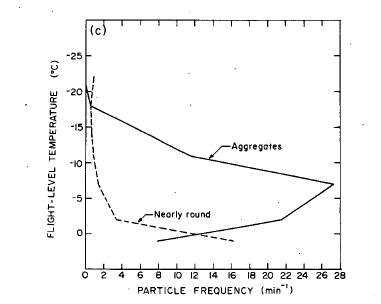 (c)
-25
-20
-15
-10
-5
0
FLIGHT-LEVEL TEMPERATURE (°C)
Aggregates
Nearly round
0 2 4 6 8 10 12 14 16 18 20 22 24 26 28
PARTICLE FREQUENCY (min⁻¹)